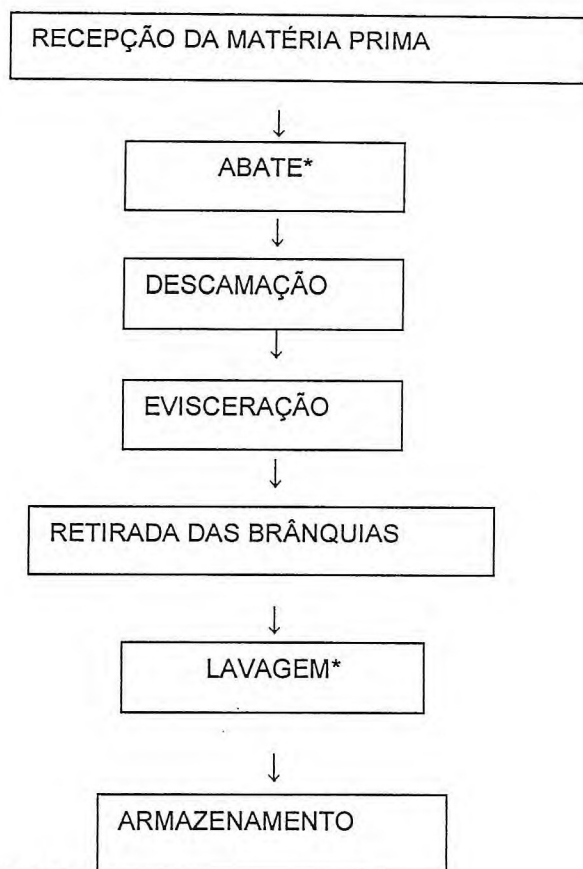 RECEPÇÃO DA MATÉRIA PRIMA
↓
ABATE*
↓
DESCAMAÇÃO
↓
EVISCERAÇÃO
↓
RETIRADA DAS BRÂNQUIAS
↓
LAVAGEM*
↓
ARMAZENAMENTO